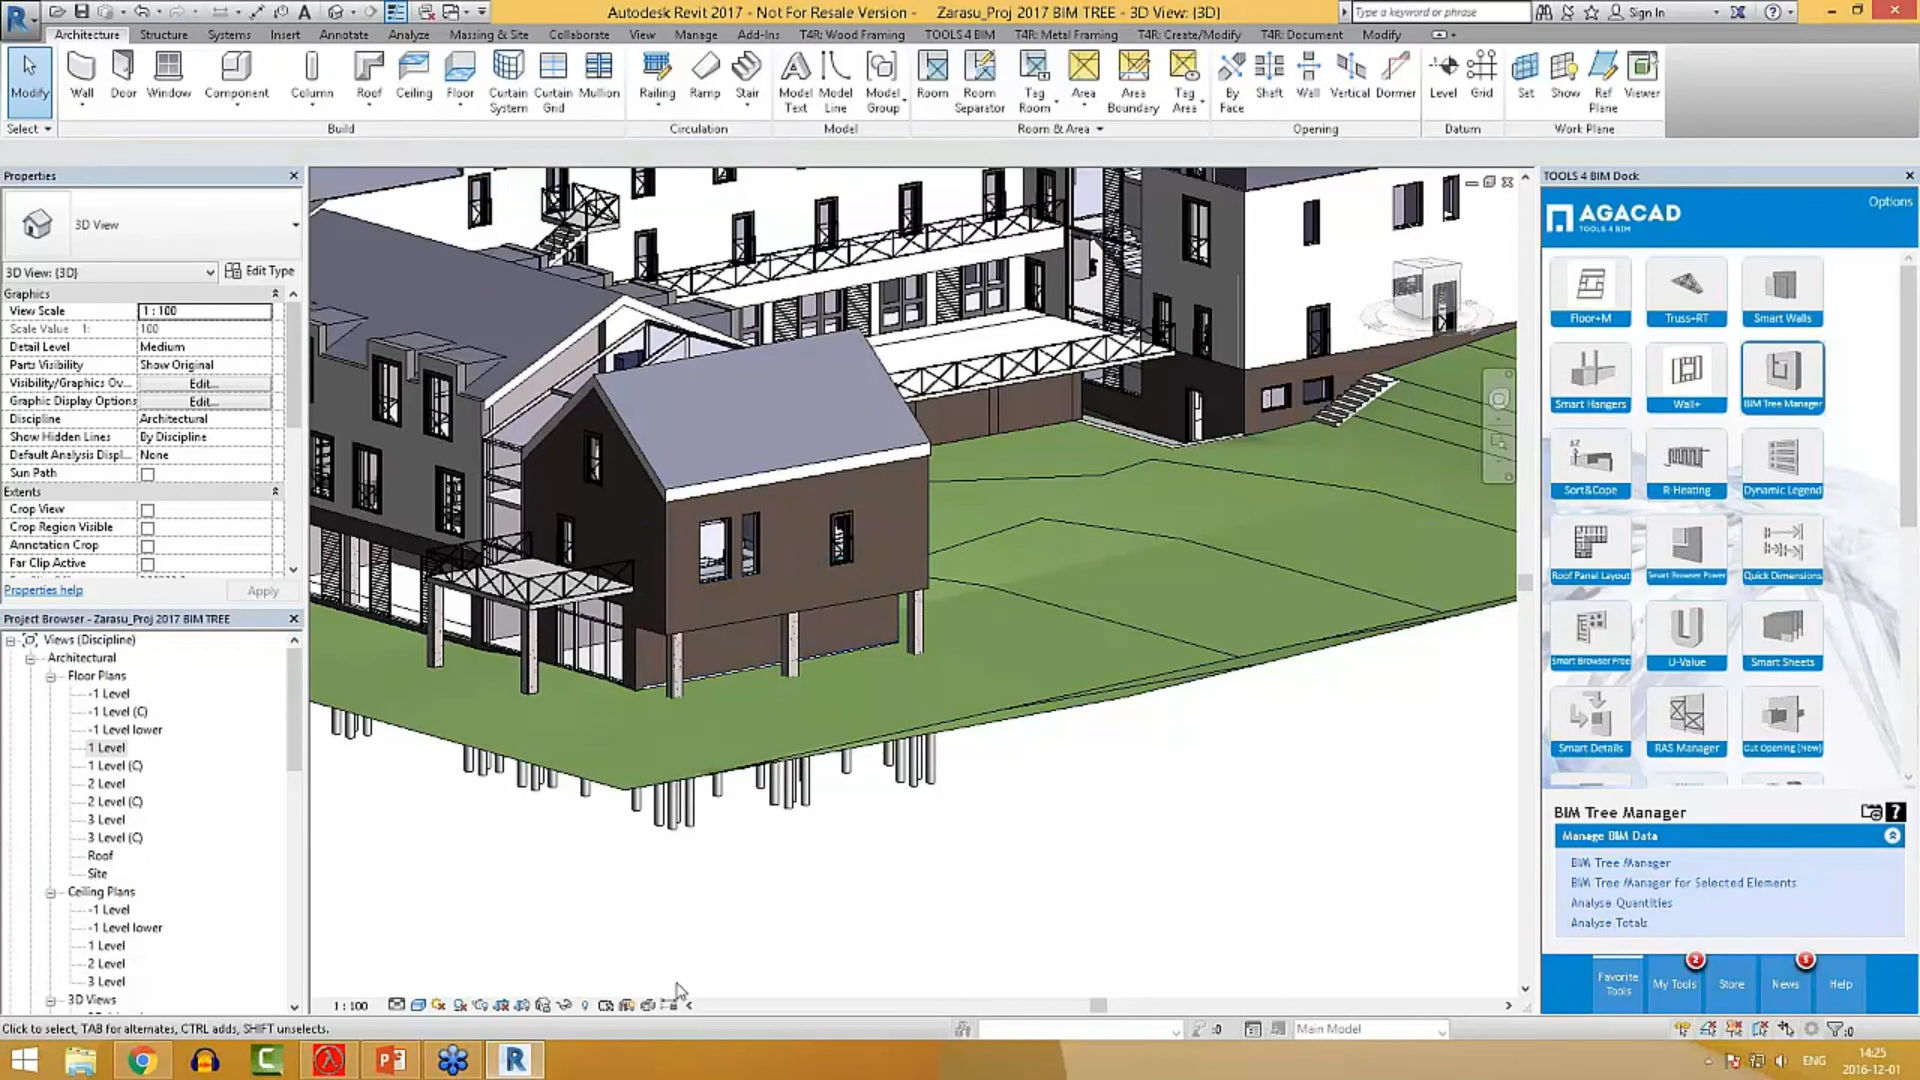 Autodesk Revit 2017 - Not For Resale Version - Zarasu_Proj 2017 BIM TREE - 3D View: {3D}
Type a keyword or phrase
Sign In
Architecture Structure Systems Insert Annotate Analyze Massing & Site Collaborate View Manage Add-Ins T4R: Wood Framing TOOLS 4 BIM T4R: Metal Framing T4R: Create/Modify T4R: Document Modify
Modify Wall Door Window Component Column Roof Ceiling Floor Curtain System Curtain Grid Mullion Railing Ramp Stair Model Text Model Line Model Group Room Room Separator Tag Room Area Area Boundary Tag Area By Face Shaft Wall Vertical Dormer Level Grid Set Show Ref Plane Viewer
Select Build Circulation Model Room & Area Opening Datum Work Plane
Properties
3D View
3D View: {3D} Edit Type
Graphics
View Scale 1 : 100
Scale Value 1: 100
Detail Level Medium
Parts Visibility Show Original
Visibility/Graphics Ov... Edit...
Graphic Display Options Edit...
Discipline Architectural
Show Hidden Lines By Discipline
Default Analysis Displ... None
Sun Path
Extents
Crop View
Crop Region Visible
Annotation Crop
Far Clip Active
Properties help Apply
Project Browser - Zarasu_Proj 2017 BIM TREE
Views (Discipline)
Architectural
Floor Plans
-1 Level
-1 Level (C)
-1 Level lower
1 Level
1 Level (C)
2 Level
2 Level (C)
3 Level
3 Level (C)
Roof
Site
Ceiling Plans
-1 Level
-1 Level lower
1 Level
2 Level
3 Level
3D Views
1 : 100
TOOLS 4 BIM Dock
AGACAD
TOOLS 4 BIM
Options
Floor+M Truss+RT Smart Walls
Smart Hangers Wall+ BIM Tree Manager
Sort&Cope R-Heating Dynamic Legend
Roof Panel Layout Smart Browser Power Quick Dimensions
Smart Browser Free U-Value Smart Sheets
Smart Details RAS Manager Cut Opening (New)
BIM Tree Manager
Manage BIM Data
BIM Tree Manager
BIM Tree Manager for Selected Elements
Analyse Quantities
Analyse Totals
Favorite Tools My Tools 2 Store News Help
Click to select, TAB for alternates, CTRL adds, SHIFT unselects.
:0
Main Model
:0
ENG
14:25
2016-12-01